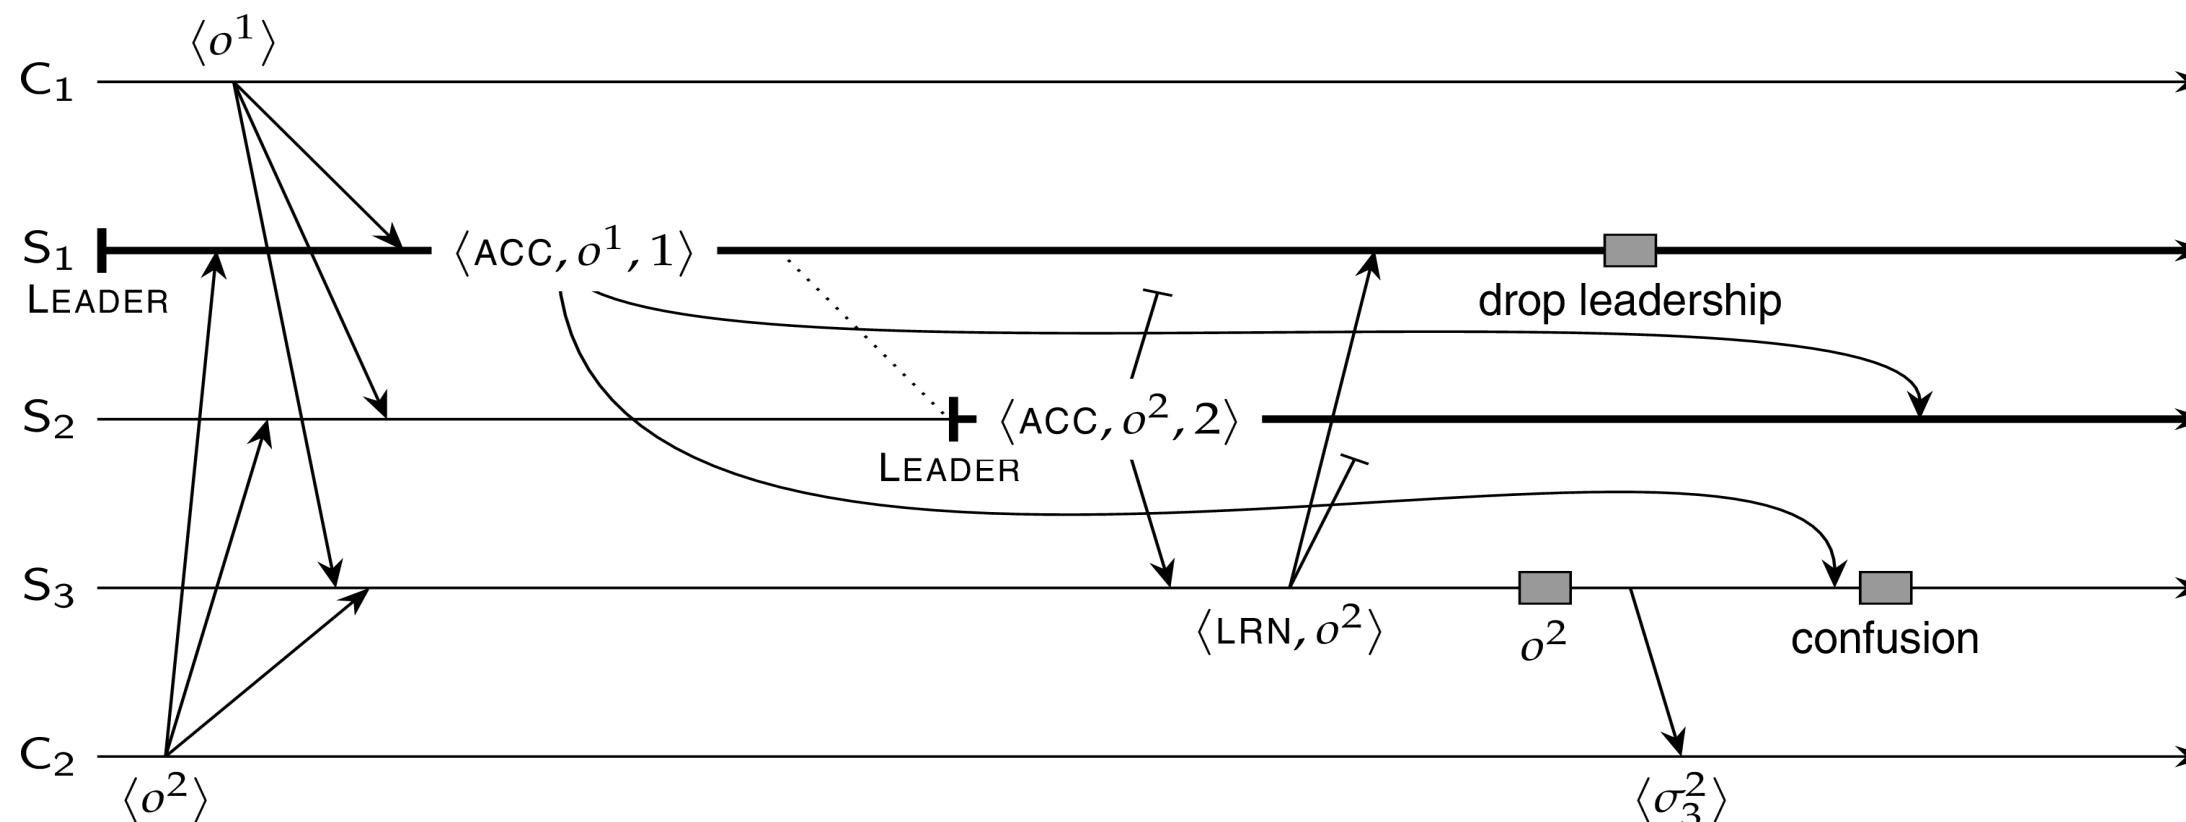 ⟨o¹⟩
C₁
S₁ ⟨ACC, o¹, 1⟩
LEADER drop leadership
S₂ ⟨ACC, o², 2⟩
LEADER
S₃
⟨LRN, o²⟩ o² confusion
C₂
⟨o²⟩ ⟨σ₃²⟩